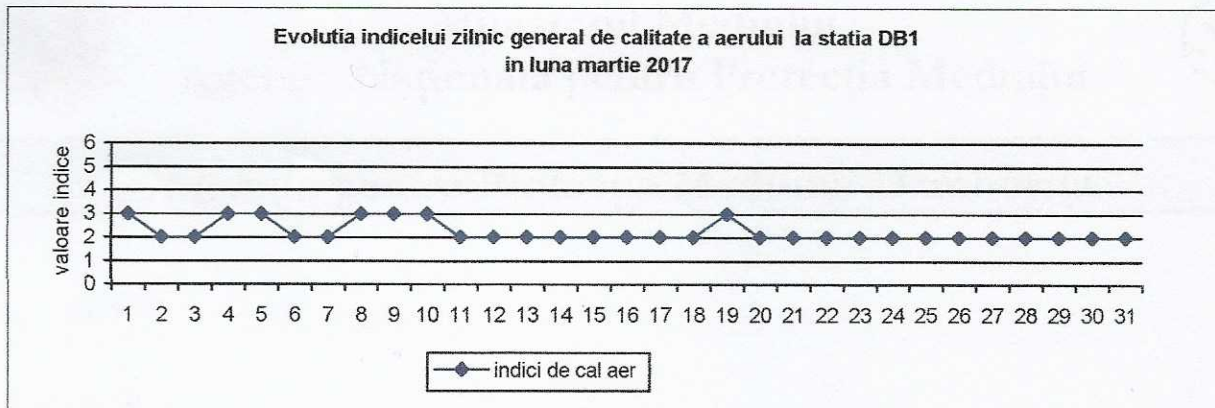 Evolutia indicelui zilnic general de calitate a aerului la statia DB1
in luna martie 2017
valoare indice
6
5
4
3
2
1
0
1 2 3 4 5 6 7 8 9 10 11 12 13 14 15 16 17 18 19 20 21 22 23 24 25 26 27 28 29 30 31
indici de cal aer